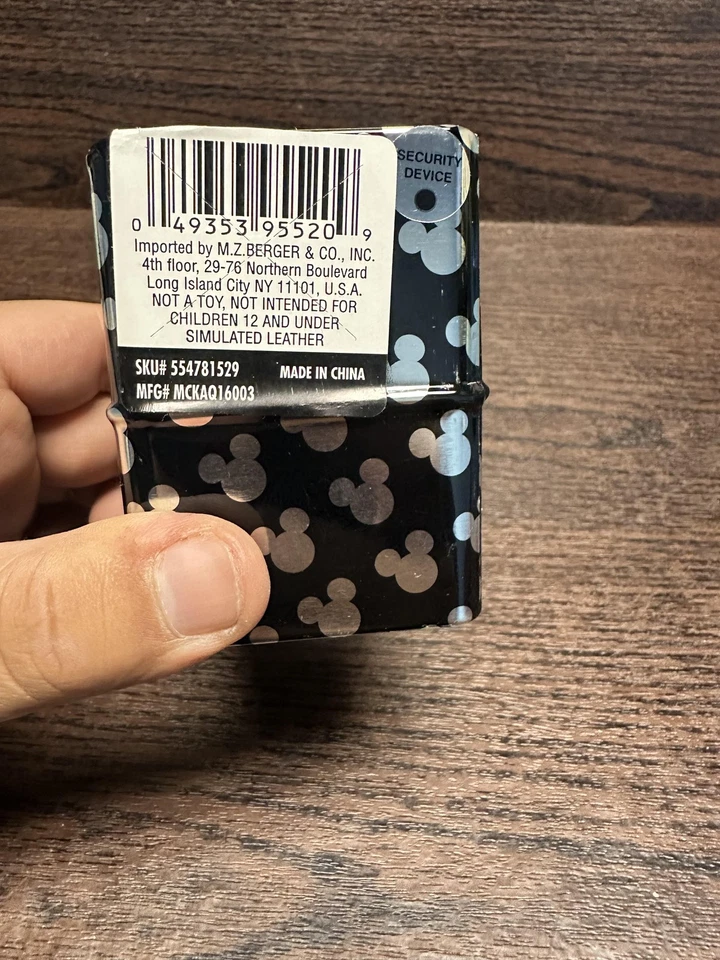 SECURITY
DEVICE
0 49353 95520 9
Imported by M.Z.BERGER & CO., INC.
4th floor, 29-76 Northern Boulevard
Long Island City NY 11101, U.S.A.
NOT A TOY, NOT INTENDED FOR
CHILDREN 12 AND UNDER
SIMULATED LEATHER
SKU# 554781529 MADE IN CHINA
MFG# MCKAQ16003